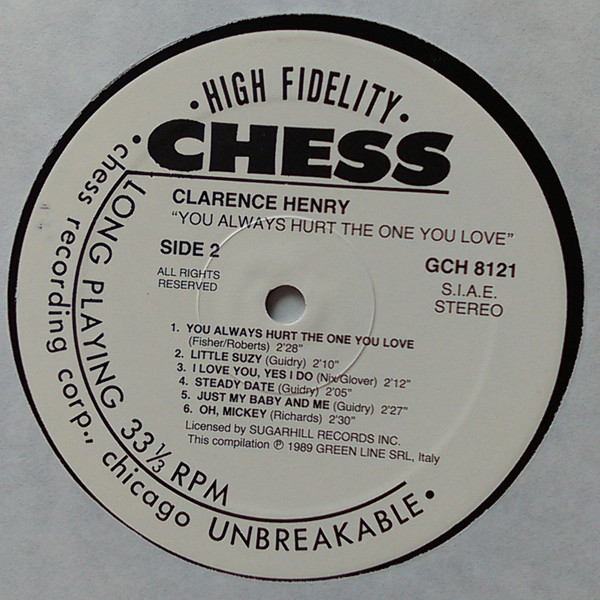 • HIGH FIDELITY •
CHESS
CLARENCE HENRY
"YOU ALWAYS HURT THE ONE YOU LOVE"
SIDE 2
ALL RIGHTS
RESERVED
GCH 8121
S.I.A.E.
STEREO
1. YOU ALWAYS HURT THE ONE YOU LOVE
(Fisher/Roberts) 2'28"
2. LITTLE SUZY (Guidry) 2'10"
3. I LOVE YOU, YES I DO (Nix/Glover) 2'12"
4. STEADY DATE (Guidry) 2'05"
5. JUST MY BABY AND ME (Guidry) 2'27"
6. OH, MICKEY (Richards) 2'30"
Licensed by SUGARHILL RECORDS INC.
This compilation ℗ 1989 GREEN LINE SRL, Italy
LONG PLAYING 33⅓ RPM
• chess recording corp., chicago UNBREAKABLE •